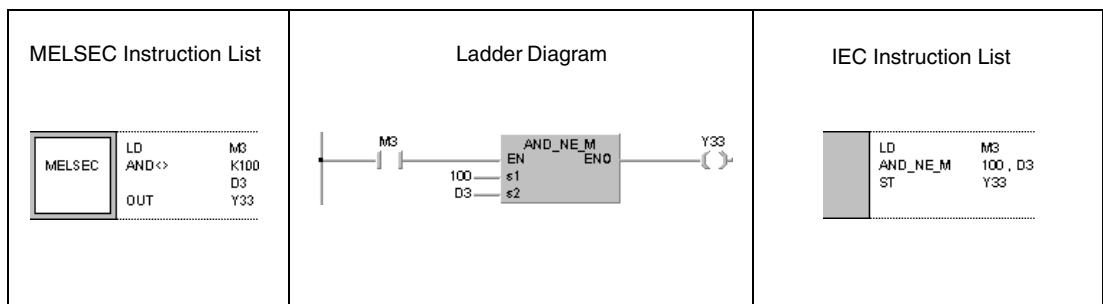 MELSEC Instruction List
MELSEC
LD M3
AND<> K100
D3
OUT Y33
Ladder Diagram
M3
AND_NE_M
Y33
EN ENO
100 s1
D3 s2
IEC Instruction List
LD M3
AND_NE_M 100 , D3
ST Y33